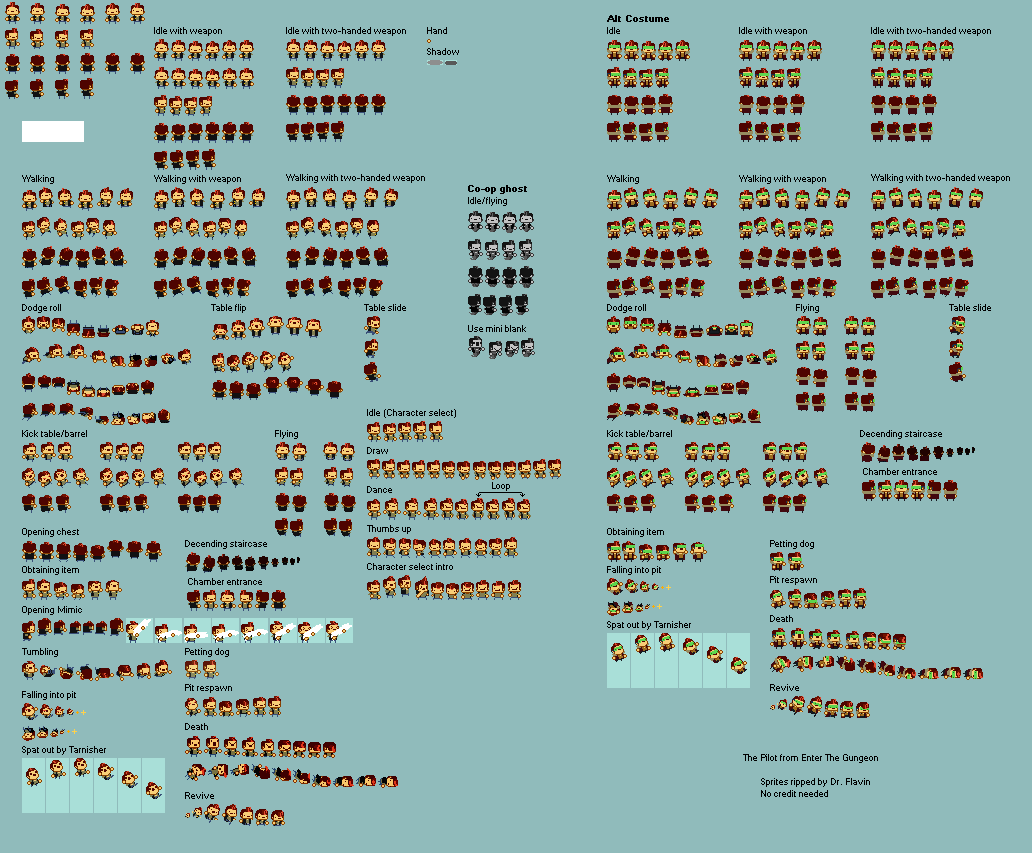 Alt Costume
Idle with weapon
Idle with two-handed weapon
Hand
Shadow
Idle
Idle with weapon
Idle with two-handed weapon
Walking
Walking with weapon
Walking with two-handed weapon
Co-op ghost
Idle/flying
Use mini blank
Walking
Walking with weapon
Walking with two-handed weapon
Dodge roll
Table flip
Table slide
Dodge roll
Flying
Table slide
Idle (Character select)
Draw
Dance
Loop
Thumbs up
Character select intro
Kick table/barrel
Flying
Kick table/barrel
Decending staircase
Chamber entrance
Opening chest
Decending staircase
Obtaining item
Chamber entrance
Opening Mimic
Tumbling
Petting dog
Falling into pit
Pit respawn
Death
Spat out by Tarnisher
Revive
Obtaining item
Petting dog
Falling into pit
Pit respawn
Spat out by Tarnisher
Death
Revive
The Pilot from Enter The Gungeon
Sprites ripped by Dr. Flavin
No credit needed